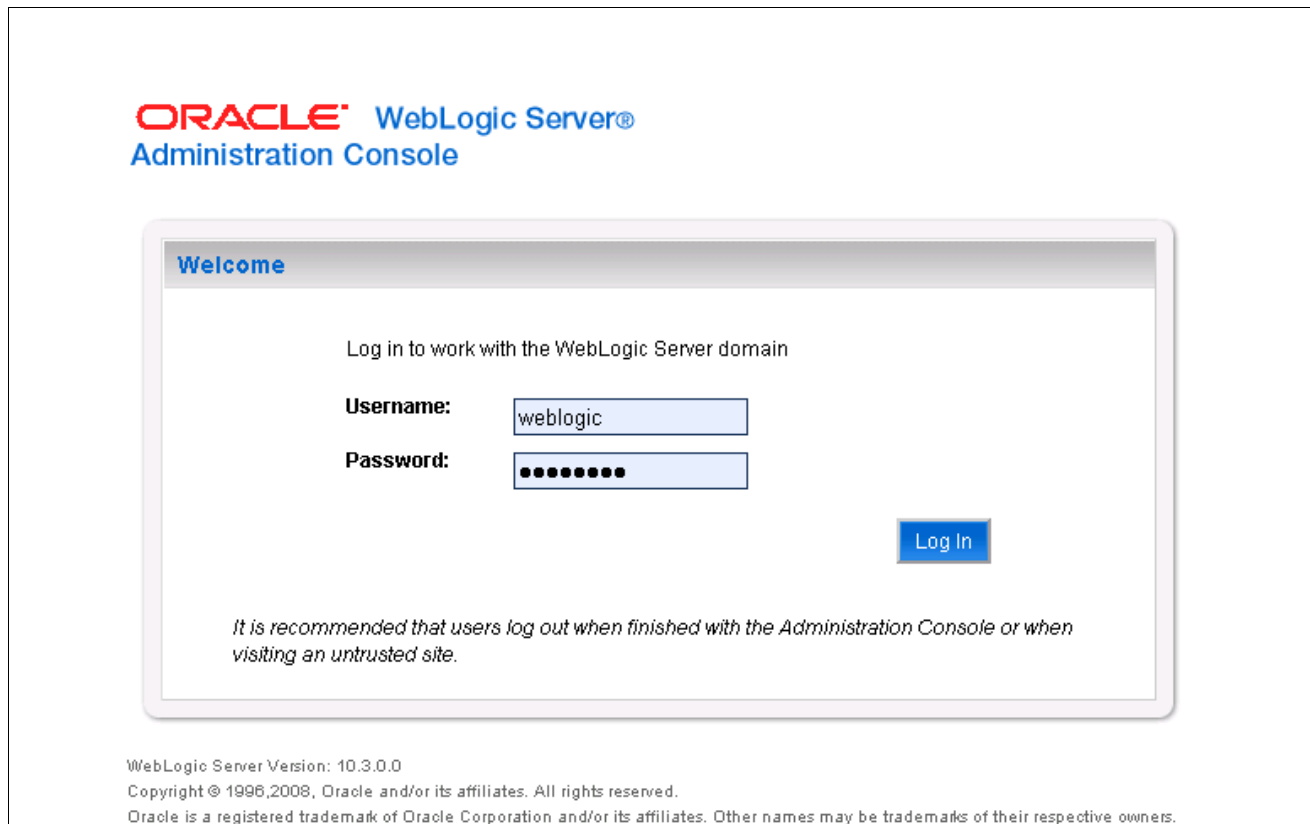 ORACLE WebLogic Server®
Administration Console
Welcome
Log in to work with the WebLogic Server domain
Username: weblogic
Password: ••••••••
Log In
It is recommended that users log out when finished with the Administration Console or when
visiting an untrusted site.
WebLogic Server Version: 10.3.0.0
Copyright © 1996,2008, Oracle and/or its affiliates. All rights reserved.
Oracle is a registered trademark of Oracle Corporation and/or its affiliates. Other names may be trademarks of their respective owners.